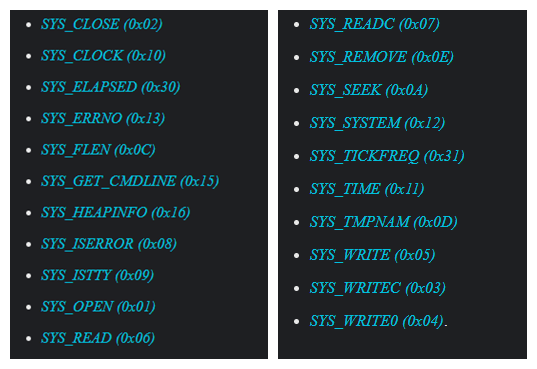 SYS_CLOSE (0x02)
SYS_CLOCK (0x10)
SYS_ELAPSED (0x30)
SYS_ERRNO (0x13)
SYS_FLEN (0x0C)
SYS_GET_CMDLINE (0x15)
SYS_HEAPINFO (0x16)
SYS_ISERROR (0x08)
SYS_ISTTY (0x09)
SYS_OPEN (0x01)
SYS_READ (0x06)
SYS_READC (0x07)
SYS_REMOVE (0x0E)
SYS_SEEK (0x0A)
SYS_SYSTEM (0x12)
SYS_TICKFREQ (0x31)
SYS_TIME (0x11)
SYS_TMPNAM (0x0D)
SYS_WRITE (0x05)
SYS_WRITEC (0x03)
SYS_WRITE0 (0x04).